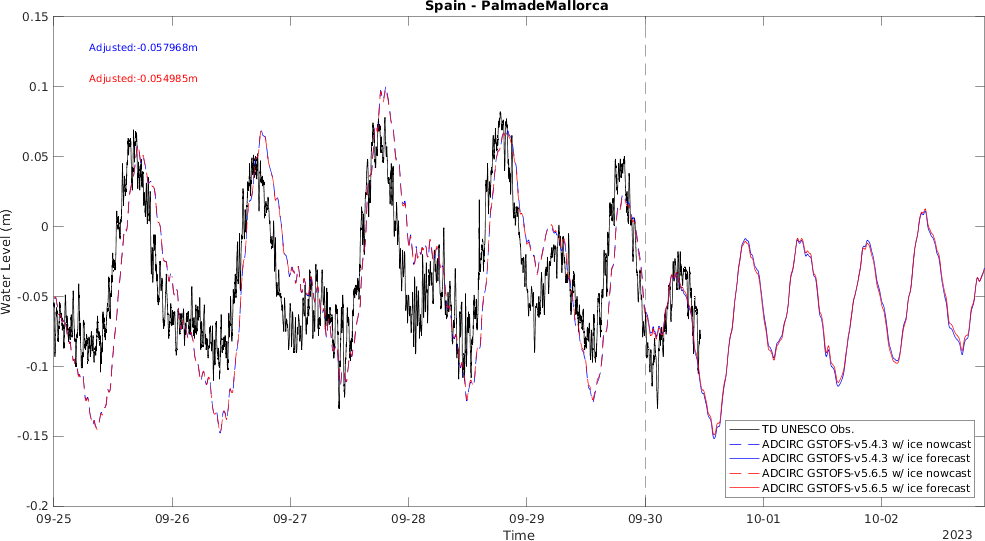 Spain - PalmadeMallorca
Adjusted:-0.057968m
Adjusted:-0.054985m
Water Level (m)
0.15
0.1
0.05
0
-0.05
-0.1
-0.15
-0.2
09-25 09-26 09-27 09-28 09-29 09-30 10-01 10-02
Time
2023
TD UNESCO Obs.
ADCIRC GSTOFS-v5.4.3 w/ ice nowcast
ADCIRC GSTOFS-v5.4.3 w/ ice forecast
ADCIRC GSTOFS-v5.6.5 w/ ice nowcast
ADCIRC GSTOFS-v5.6.5 w/ ice forecast